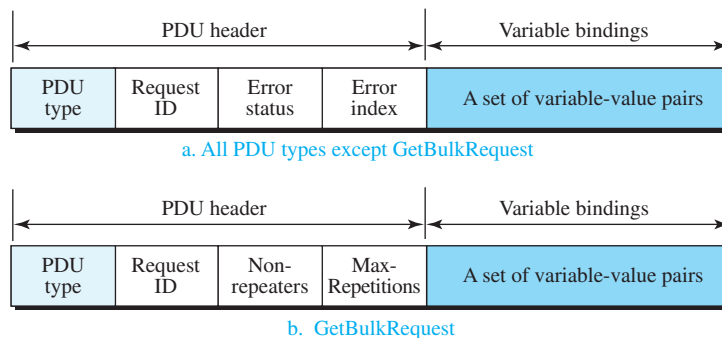 PDU header Variable bindings
PDU type Request ID Error status Error index A set of variable-value pairs
a. All PDU types except GetBulkRequest
PDU header Variable bindings
PDU type Request ID Non-repeaters Max-Repetitions A set of variable-value pairs
b. GetBulkRequest